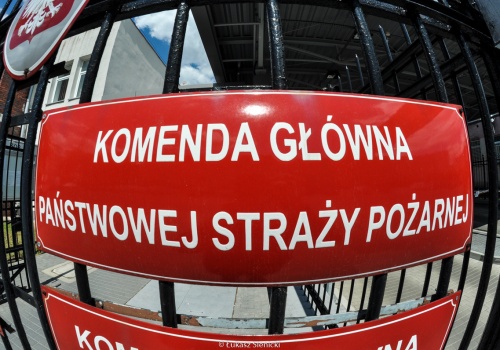 KOMENDA GŁÓWNA
PAŃSTWOWEJ STRAŻY POŻARNEJ
© Łukasz Sienicki